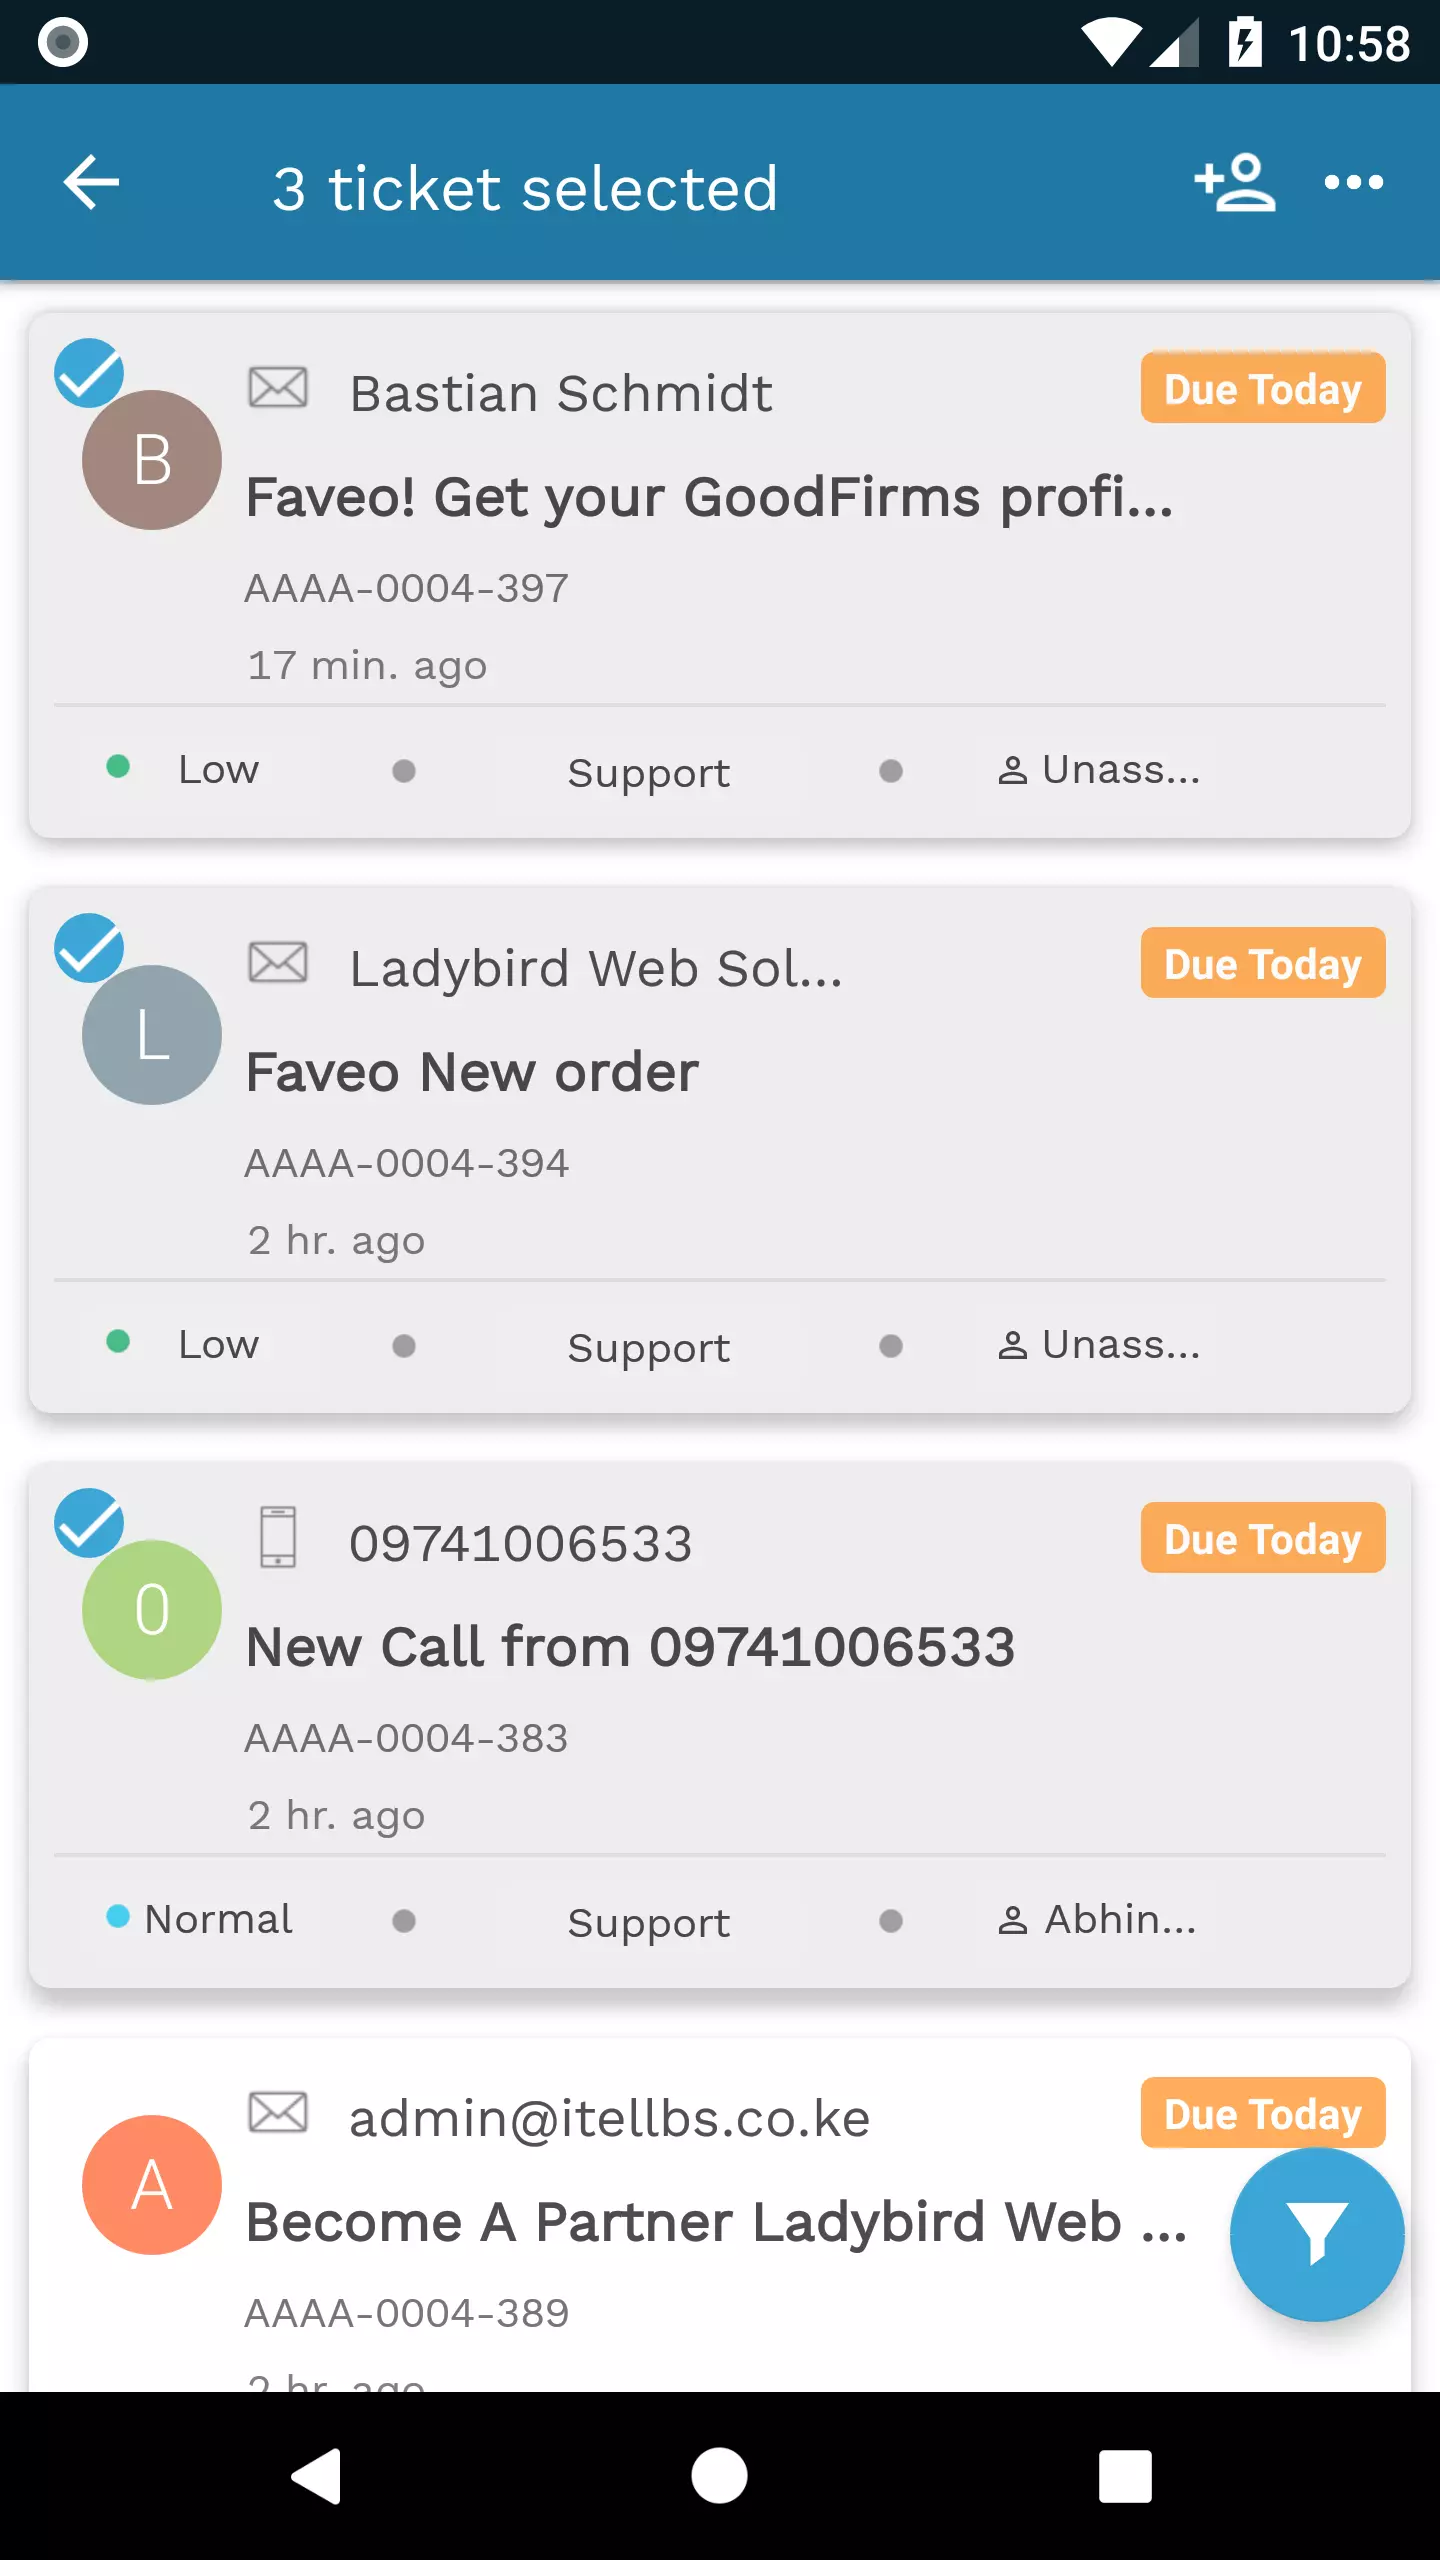 10:58
3 ticket selected
Bastian Schmidt
Due Today
B
Faveo! Get your GoodFirms profi...
AAAA-0004-397
17 min. ago
Low
Support
Unass...
Ladybird Web Sol...
Due Today
L
Faveo New order
AAAA-0004-394
2 hr. ago
Low
Support
Unass...
09741006533
Due Today
0
New Call from 09741006533
AAAA-0004-383
2 hr. ago
Normal
Support
Abhin...
admin@itellbs.co.ke
Due Today
A
Become A Partner Ladybird Web ...
AAAA-0004-389
2 hr. ago